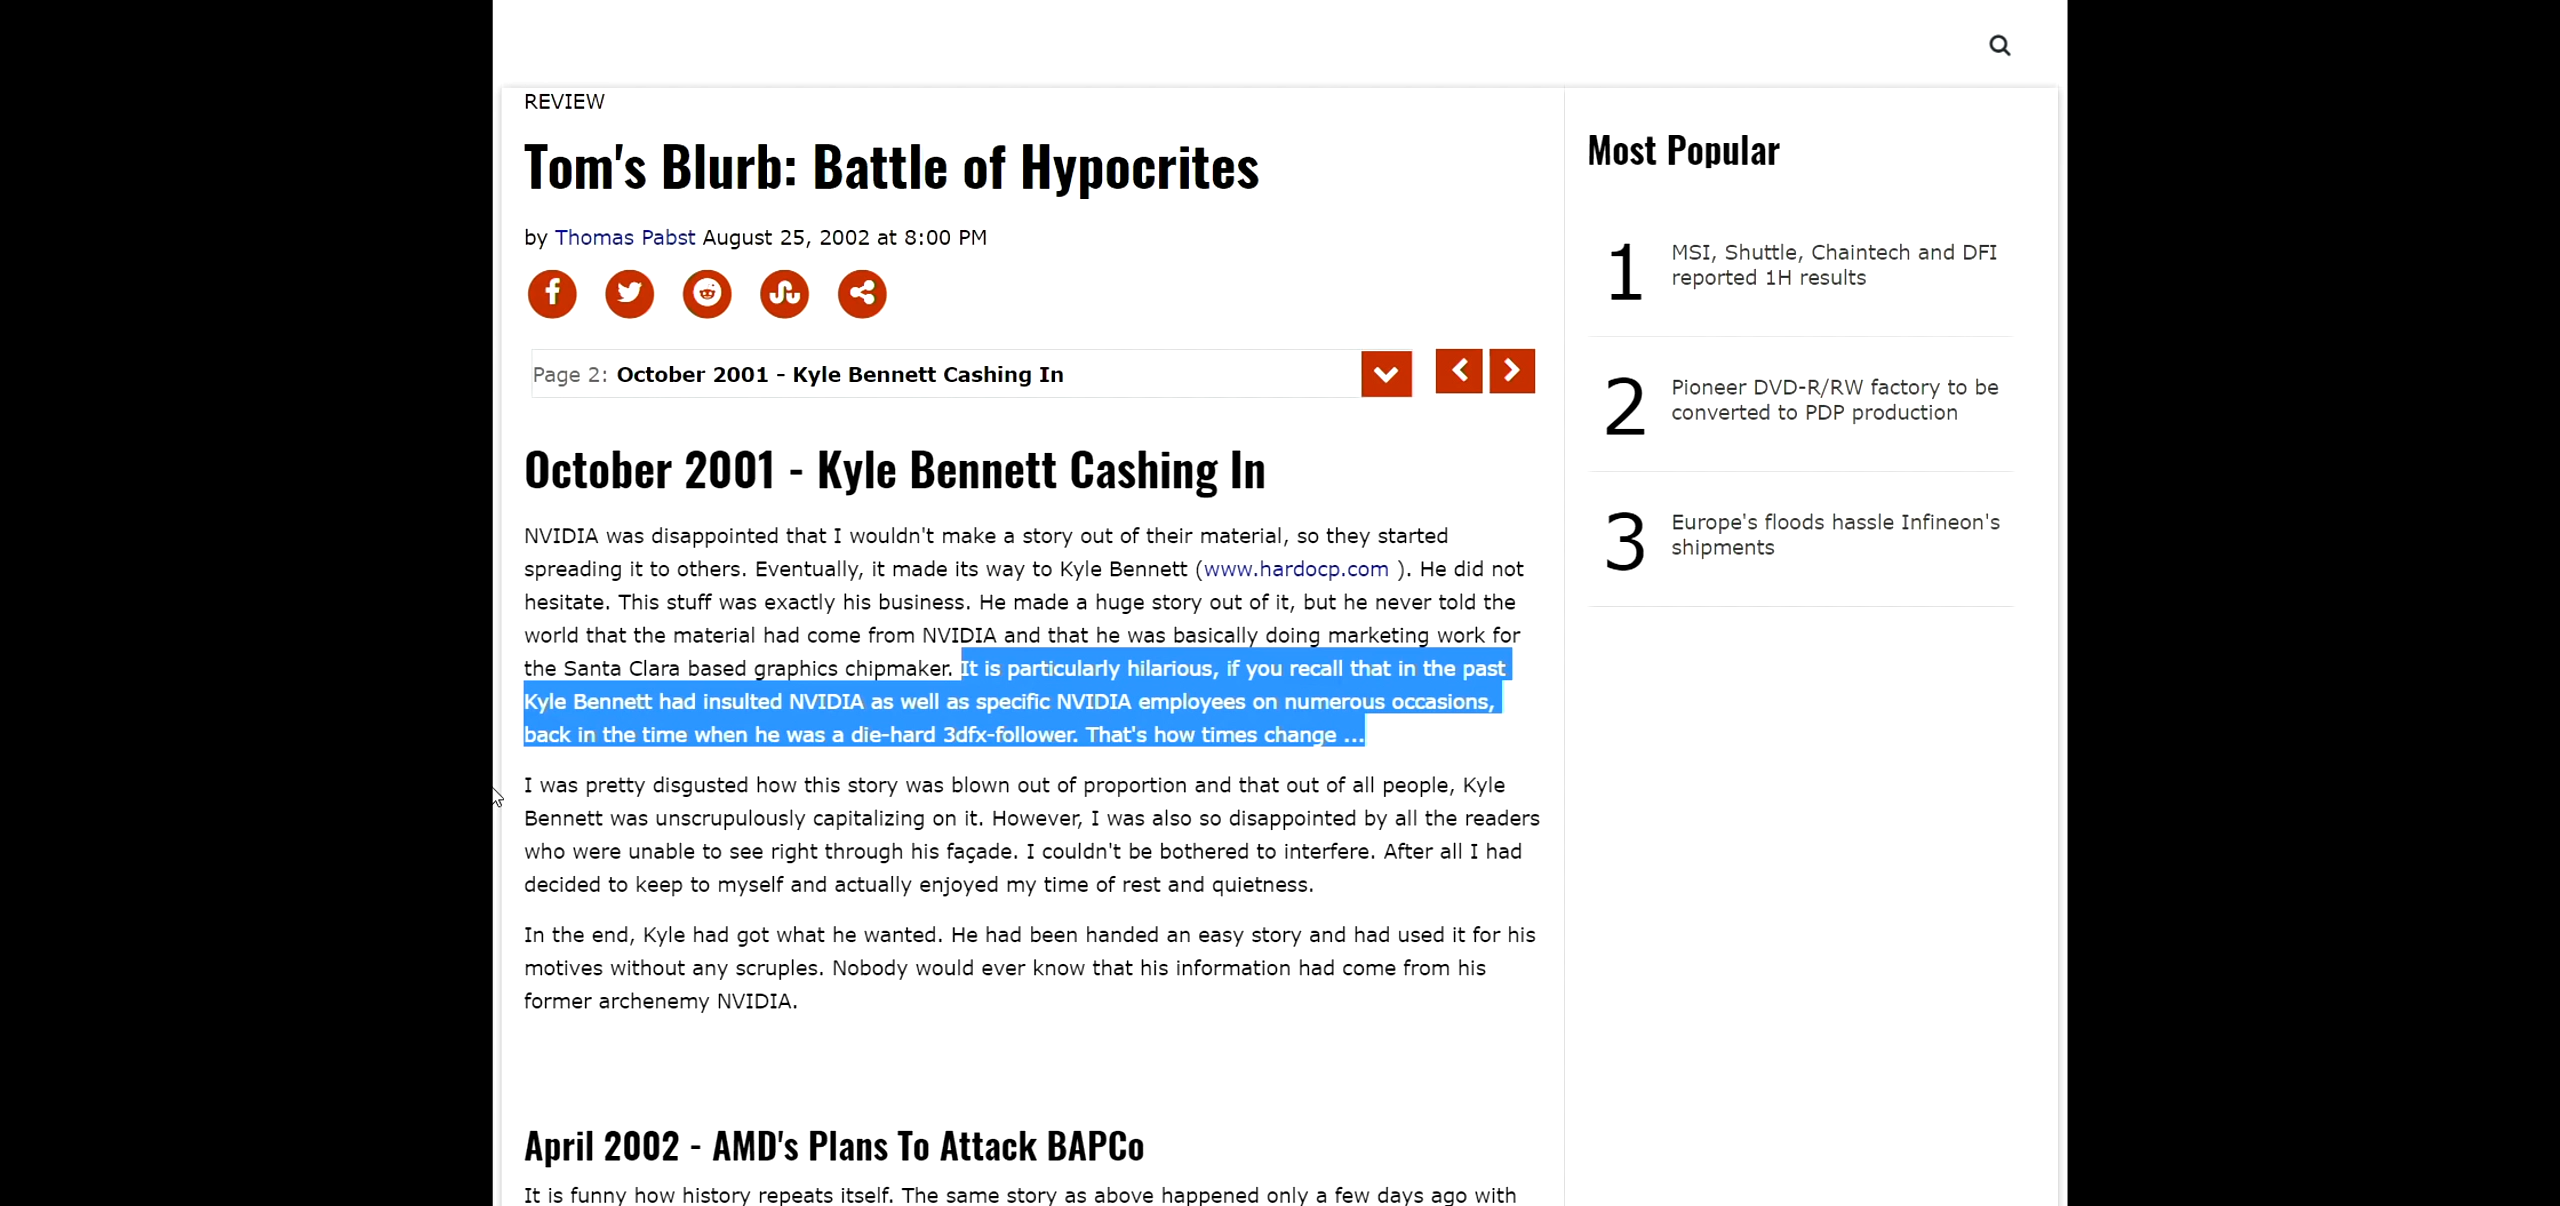 REVIEW
Tom's Blurb: Battle of Hypocrites
by Thomas Pabst August 25, 2002 at 8:00 PM
Page 2: October 2001 - Kyle Bennett Cashing In
October 2001 - Kyle Bennett Cashing In
NVIDIA was disappointed that I wouldn't make a story out of their material, so they started
spreading it to others. Eventually, it made its way to Kyle Bennett (www.hardocp.com ). He did not
hesitate. This stuff was exactly his business. He made a huge story out of it, but he never told the
world that the material had come from NVIDIA and that he was basically doing marketing work for
the Santa Clara based graphics chipmaker. It is particularly hilarious, if you recall that in the past
Kyle Bennett had insulted NVIDIA as well as specific NVIDIA employees on numerous occasions,
back in the time when he was a die-hard 3dfx-follower. That's how times change ...
I was pretty disgusted how this story was blown out of proportion and that out of all people, Kyle
Bennett was unscrupulously capitalizing on it. However, I was also so disappointed by all the readers
who were unable to see right through his façade. I couldn't be bothered to interfere. After all I had
decided to keep to myself and actually enjoyed my time of rest and quietness.
In the end, Kyle had got what he wanted. He had been handed an easy story and had used it for his
motives without any scruples. Nobody would ever know that his information had come from his
former archenemy NVIDIA.
April 2002 - AMD's Plans To Attack BAPCo
It is funny how history repeats itself. The same story as above happened only a few days ago with
Most Popular
1
MSI, Shuttle, Chaintech and DFI
reported 1H results
2
Pioneer DVD-R/RW factory to be
converted to PDP production
3
Europe's floods hassle Infineon's
shipments